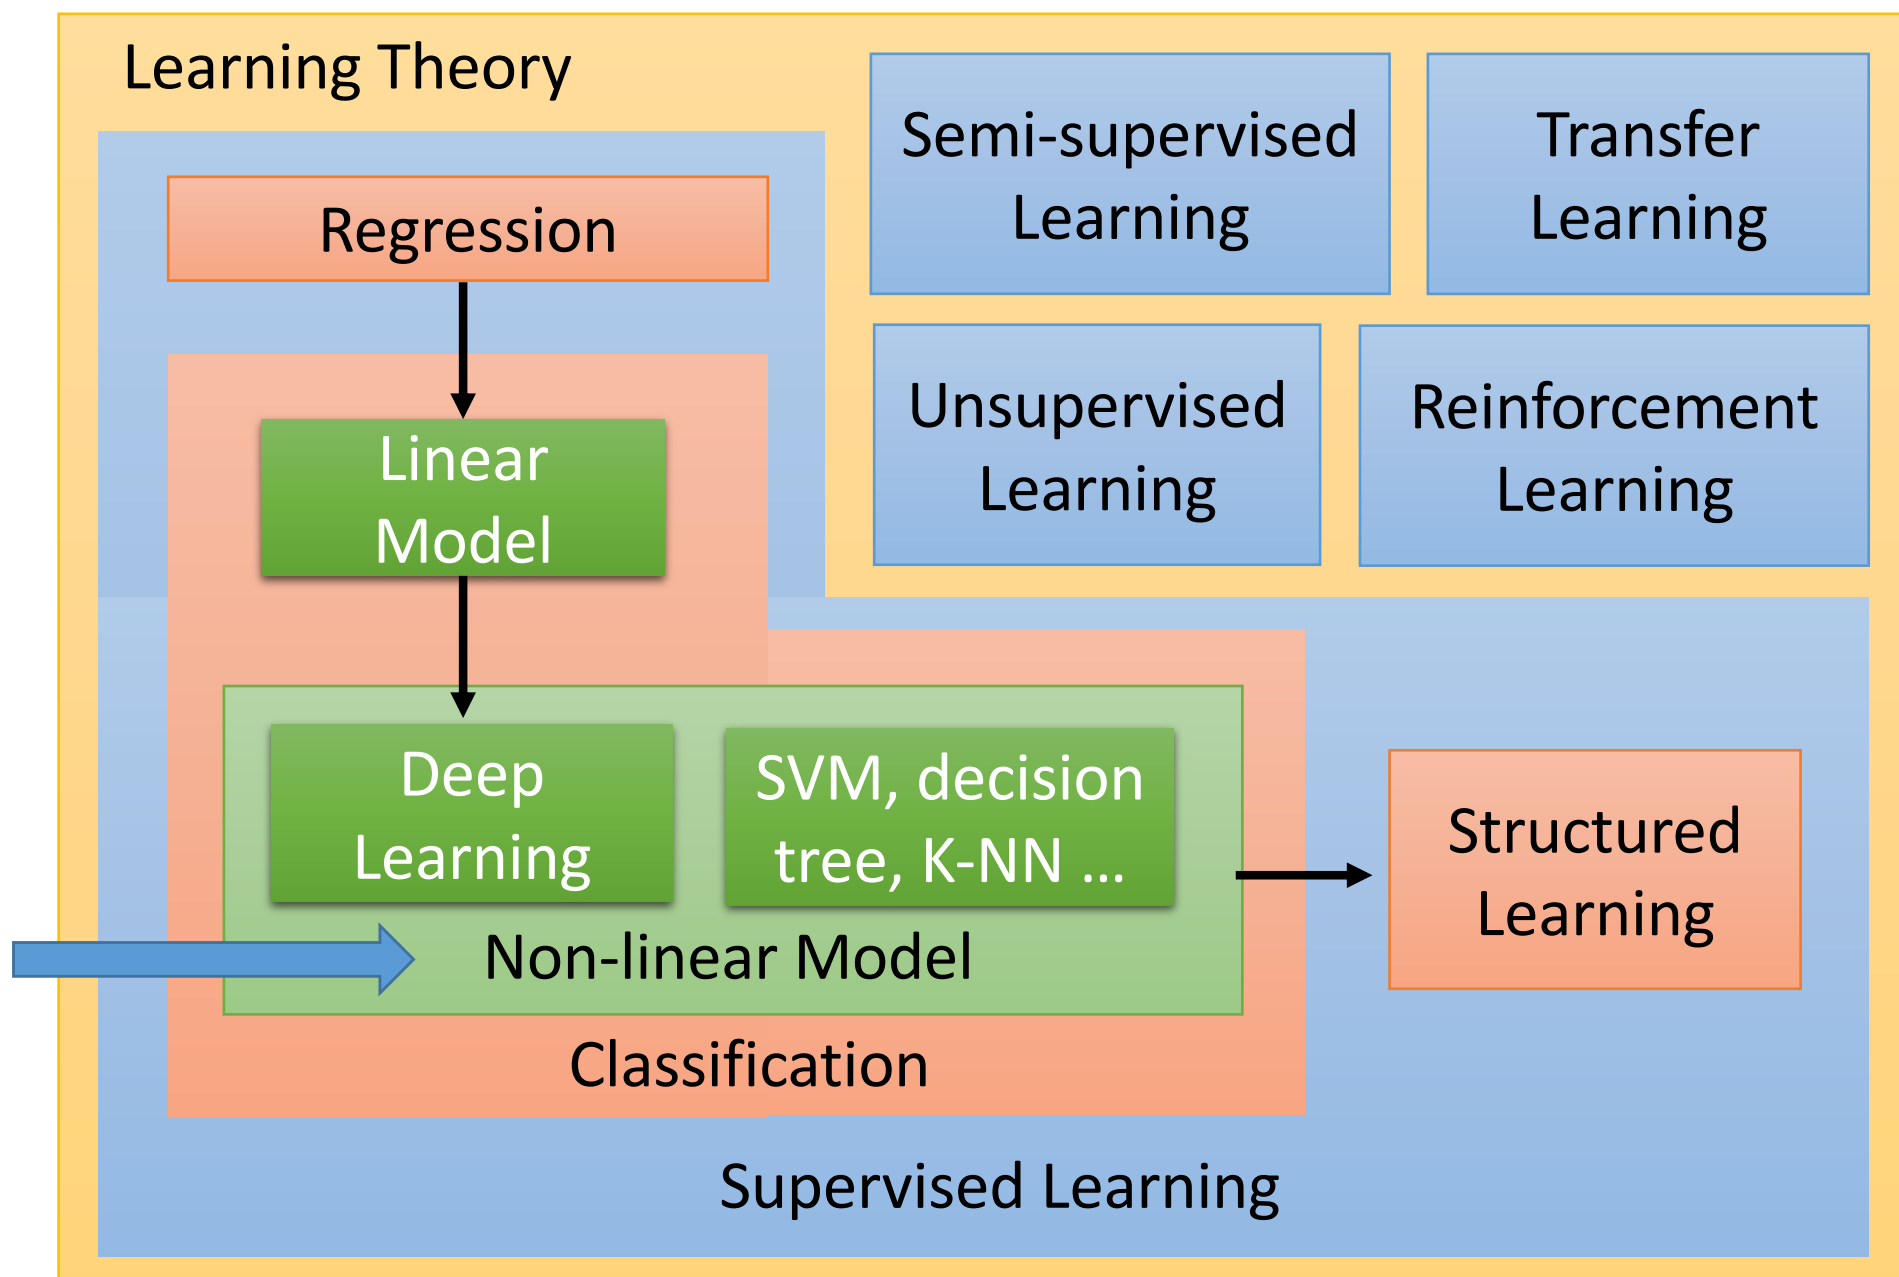 Learning Theory
Semi-supervised
Learning
Transfer
Learning
Regression
Unsupervised
Learning
Reinforcement
Learning
Linear
Model
Deep
Learning
SVM, decision
tree, K-NN ...
Structured
Learning
Non-linear Model
Classification
Supervised Learning